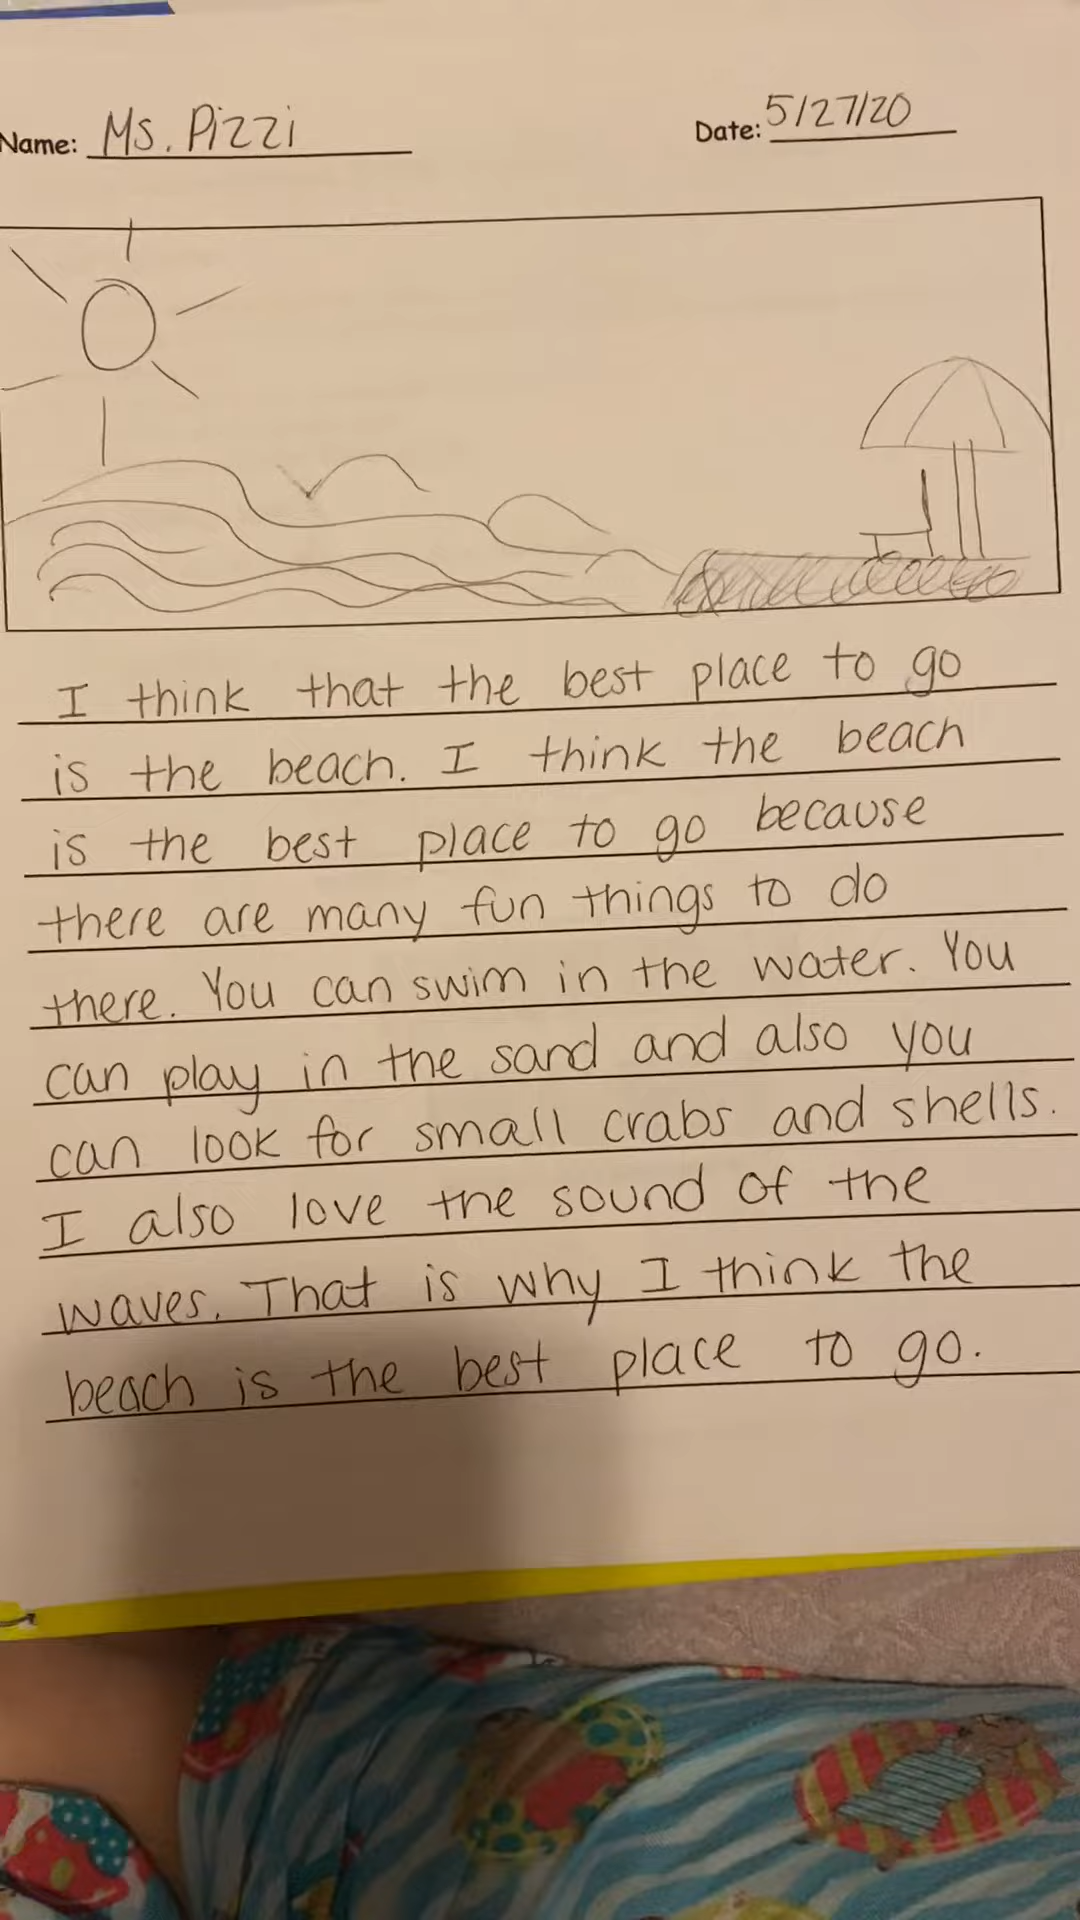 Name: Ms. Pizzi Date: 5/27/20
I think that the best place to go
is the beach. I think the beach
is the best place to go because
there are many fun things to do
there. You can swim in the water. You
can play in the sand and also you
can look for small crabs and shells.
I also love the sound of the
waves. That is why I think the
beach is the best place to go.